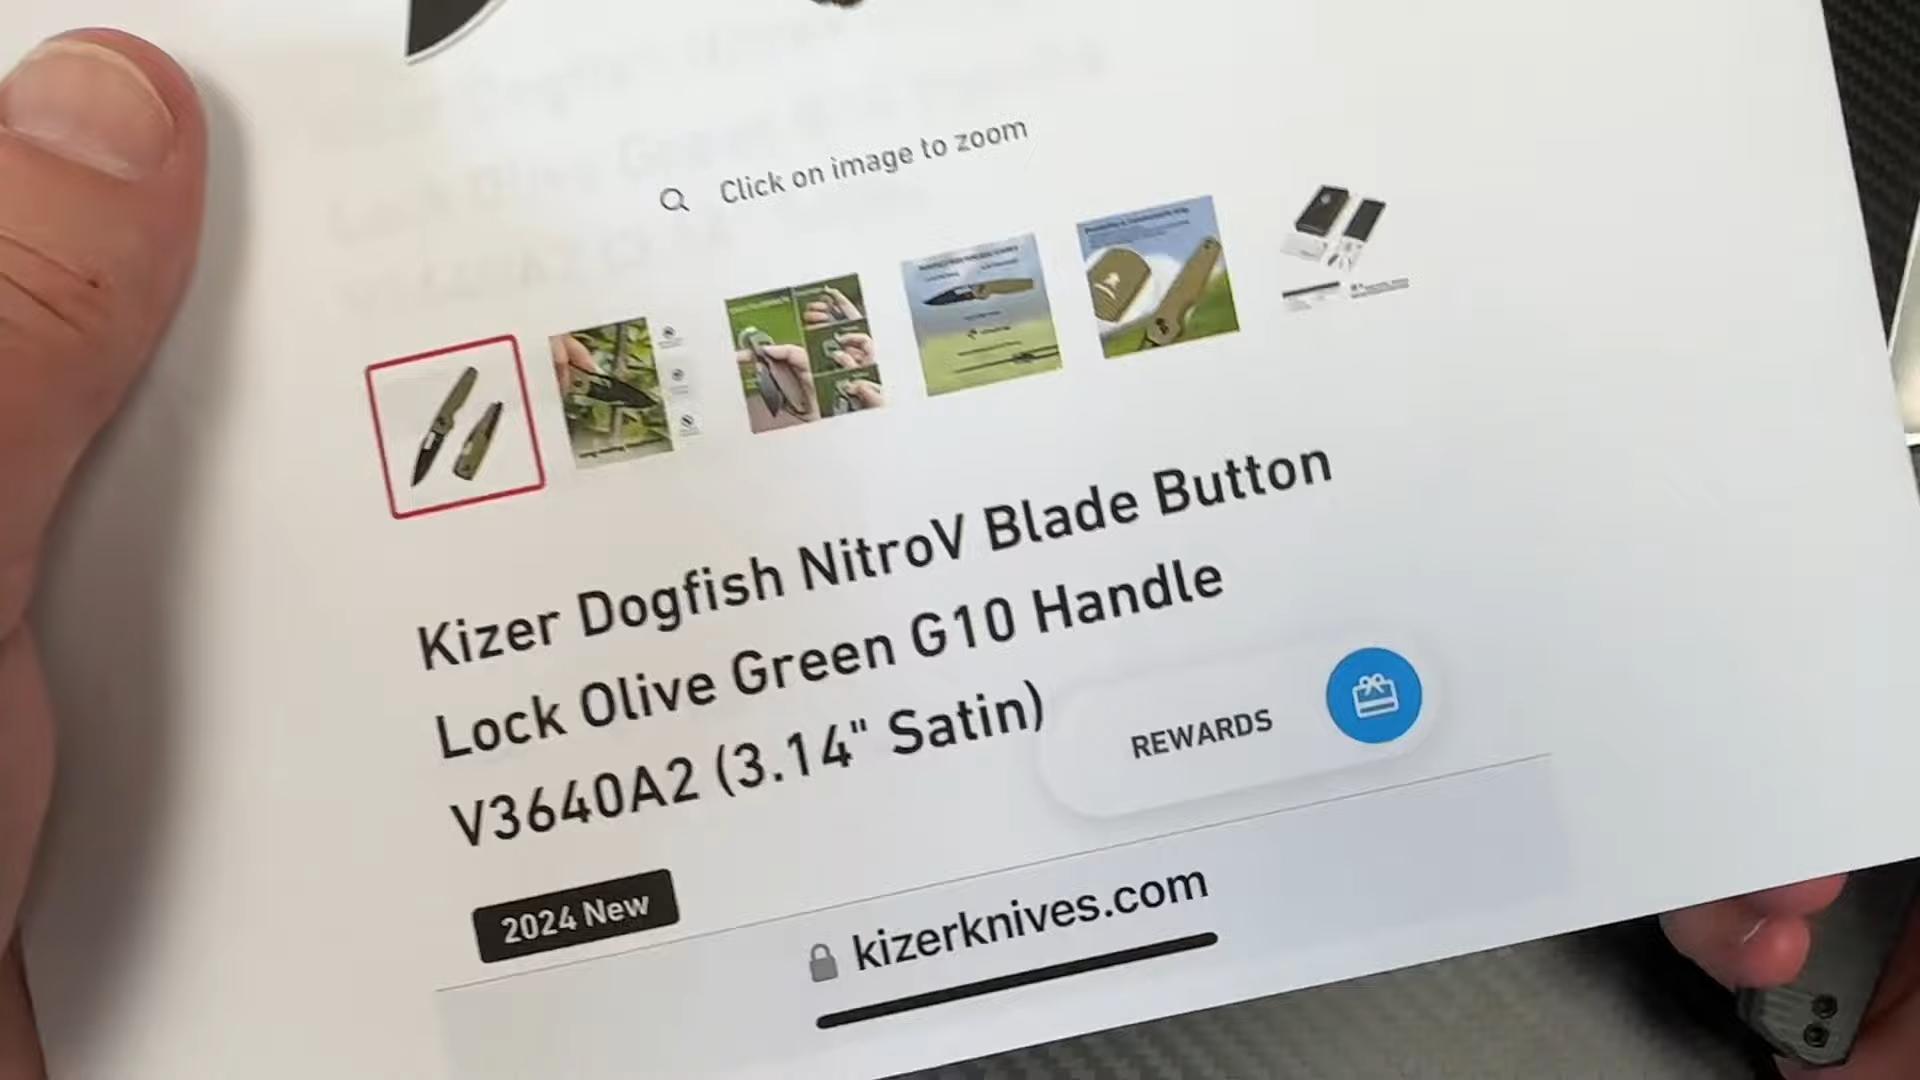 Click on image to zoom
Kizer Dogfish NitroV Blade Button
Lock Olive Green G10 Handle
V3640A2 (3.14" Satin)
REWARDS
2024 New
kizerknives.com